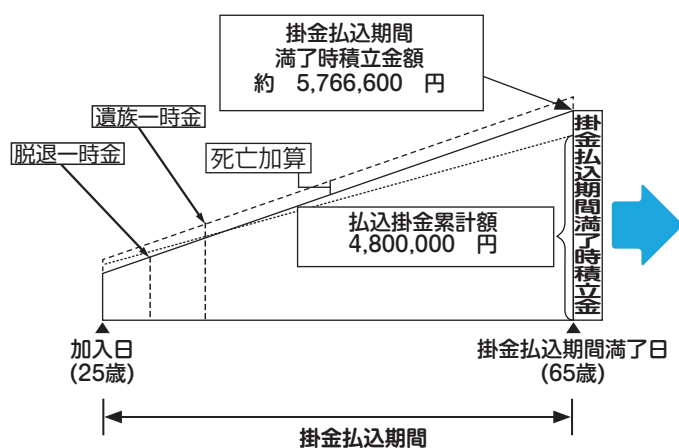 掛金払込期間
満了時積立金額
約 5,766,600 円
遺族一時金
脱退一時金
死亡加算
払込掛金累計額
4,800,000 円
掛金払込期間満了時積立金
加入日
(25歳)
掛金払込期間満了日
(65歳)
掛金払込期間